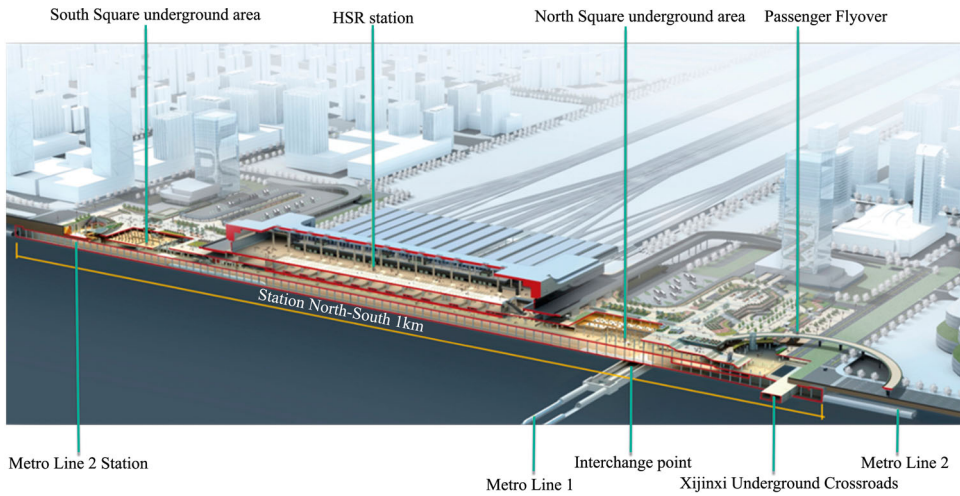 South Square underground area
HSR station
North Square underground area
Passenger Flyover
Station North-South 1km
Metro Line 2 Station
Metro Line 1
Interchange point
Xijinxi Underground Crossroads
Metro Line 2